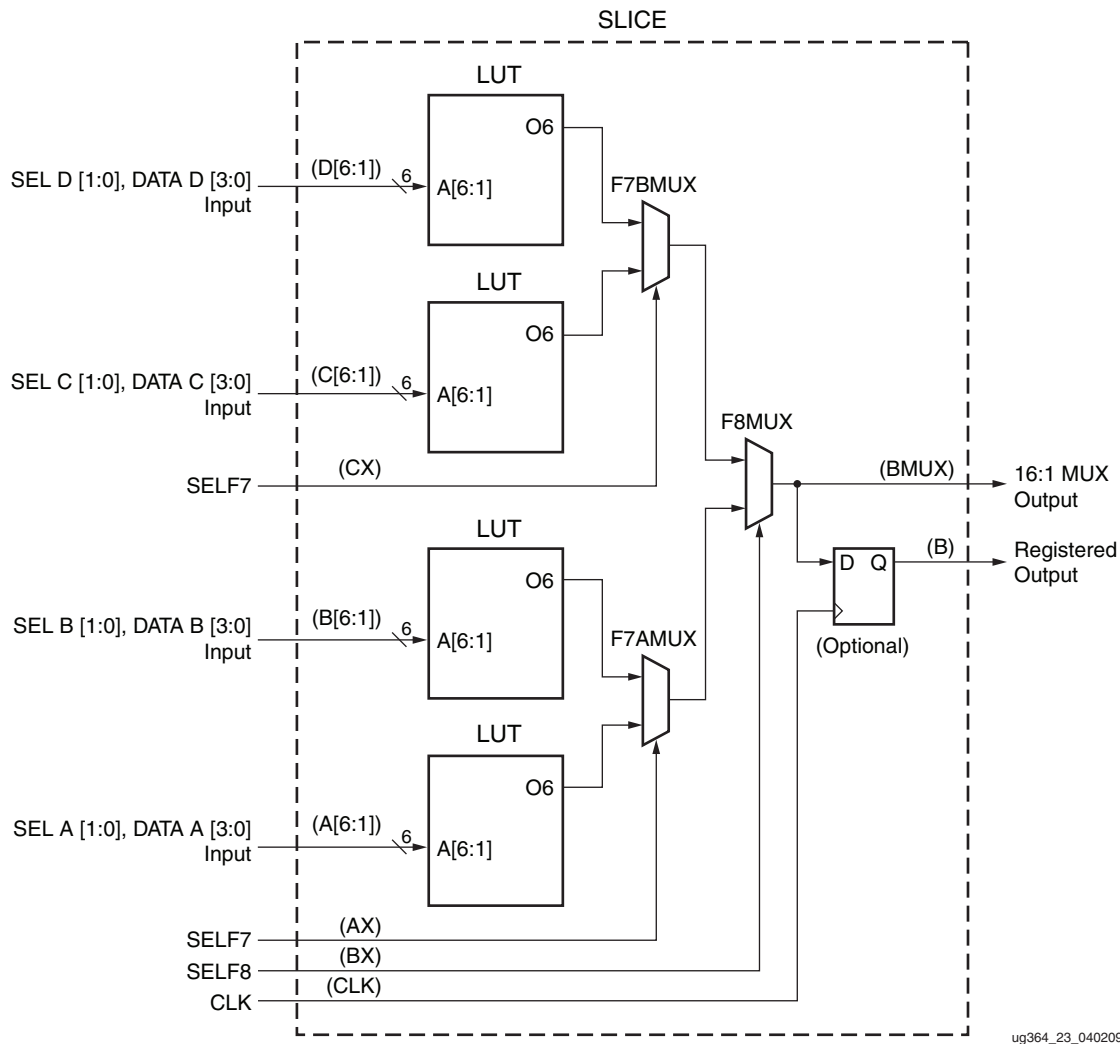 SLICE
LUT
O6
(D[6:1])
6
SEL D [1:0], DATA D [3:0]
Input
A[6:1]
F7BMUX
LUT
O6
(C[6:1])
6
SEL C [1:0], DATA C [3:0]
Input
A[6:1]
F8MUX
(CX)
SELF7
(BMUX)
16:1 MUX
Output
LUT
O6
D Q
(B)
Registered
Output
(B[6:1])
6
SEL B [1:0], DATA B [3:0]
Input
A[6:1]
F7AMUX
(Optional)
LUT
O6
(A[6:1])
6
SEL A [1:0], DATA A [3:0]
Input
A[6:1]
(AX)
SELF7
(BX)
SELF8
(CLK)
CLK
ug364_23_040209